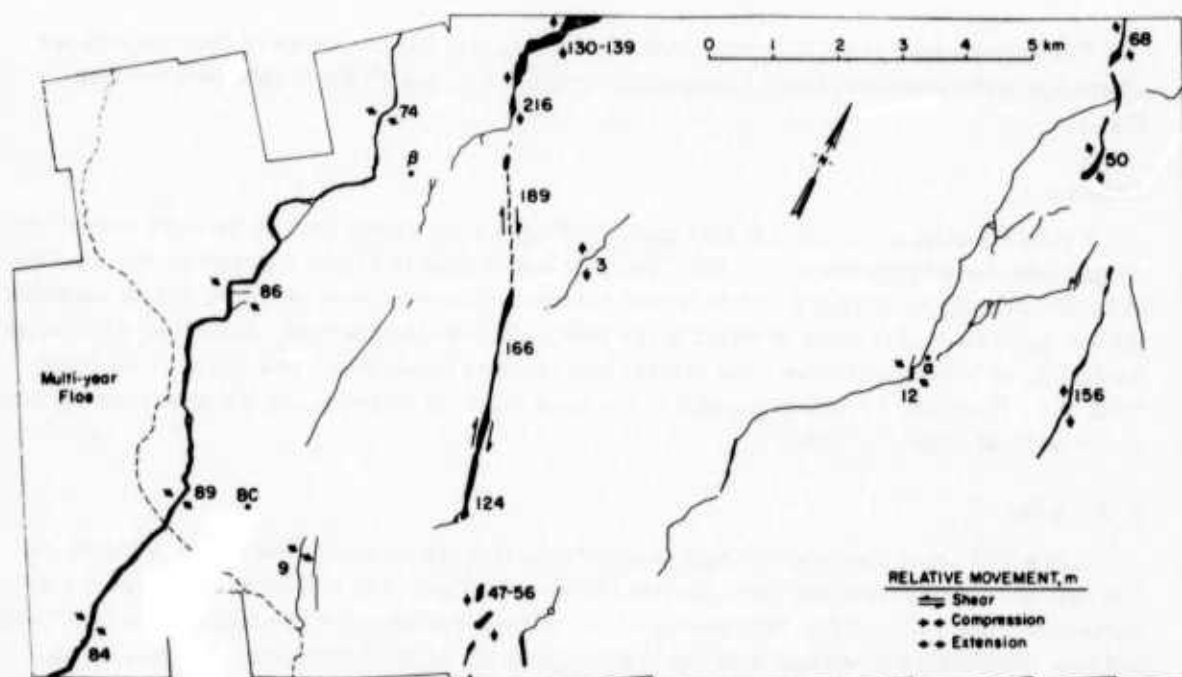 130-139
0 1 2 3 4 5 km
68
74
216
β
50
189
3
86
166
Multi-year
Floe
α
12
156
89
BC
124
9
RELATIVE MOVEMENT, m
Shear
47-56
Compression
Extension
84